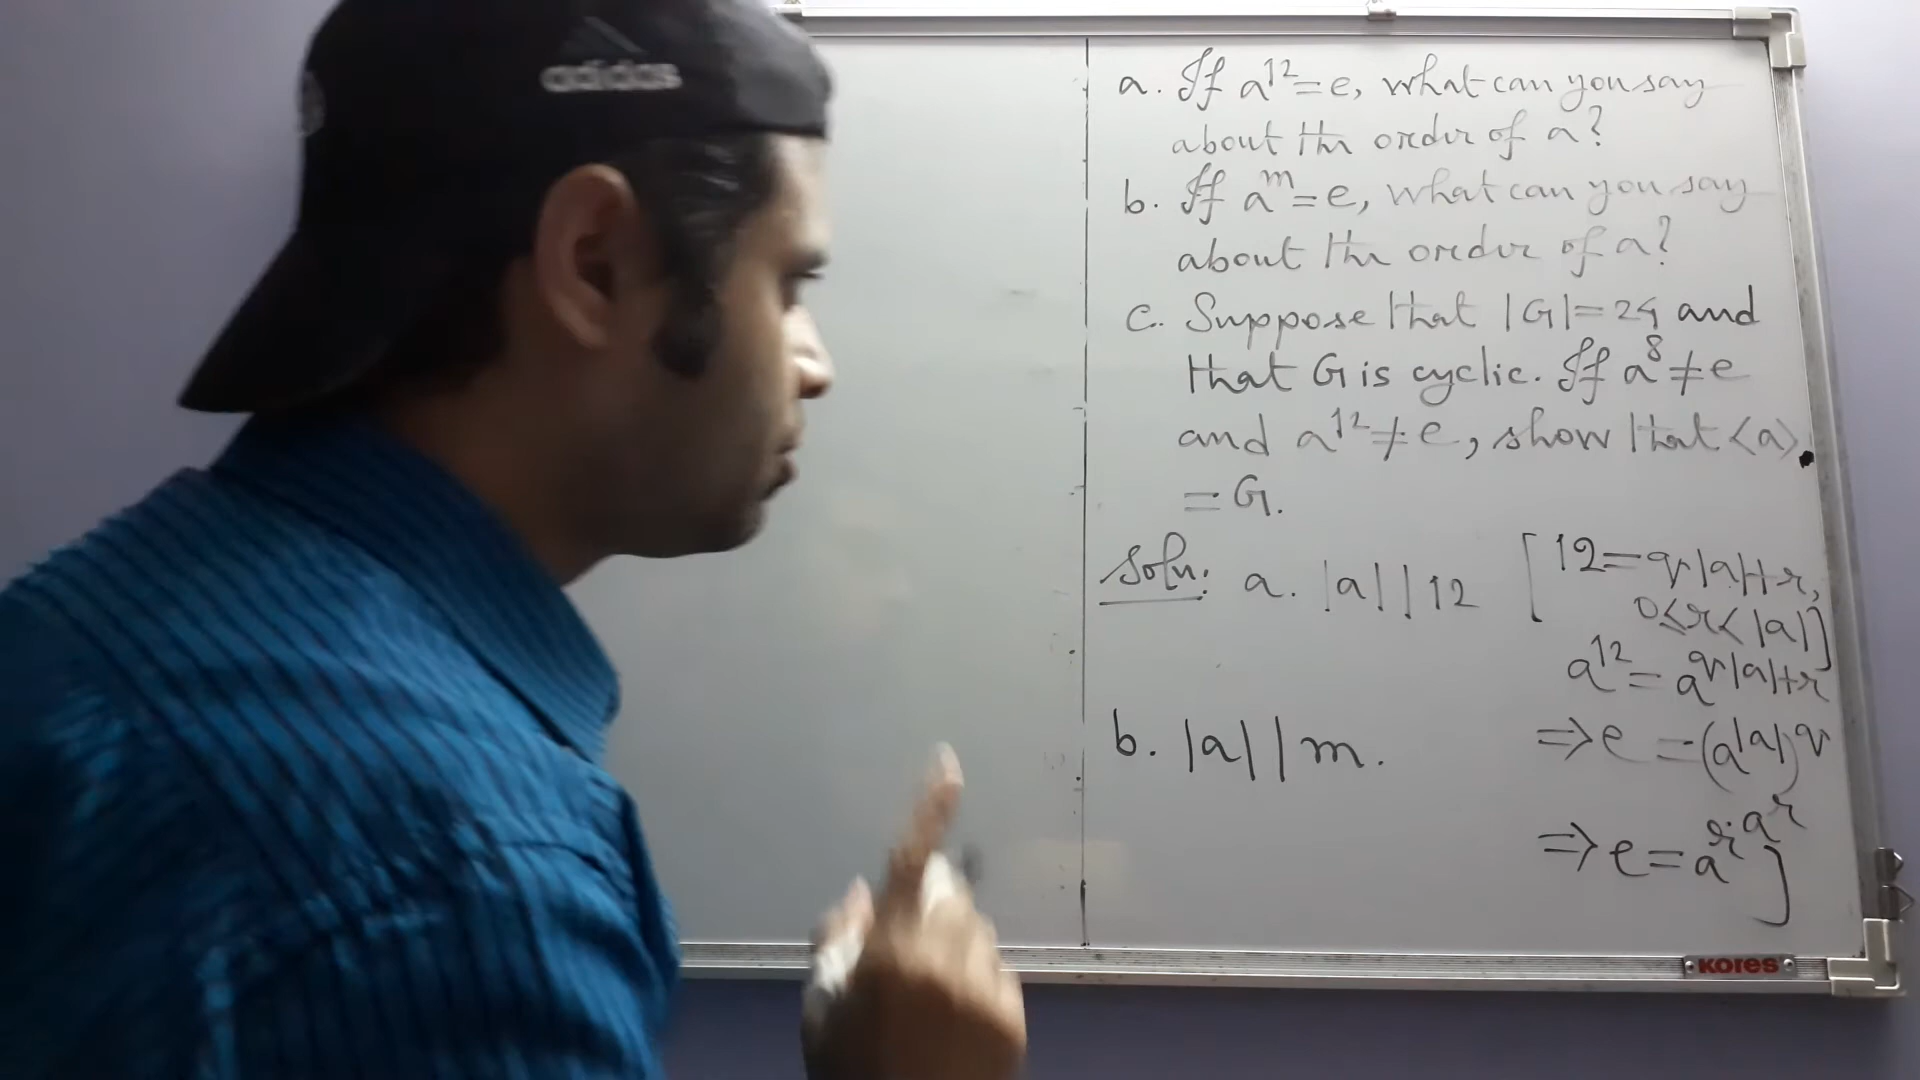 adidas
a. If a¹²=e, what can you say
about the order of a?
b. If aᵐ=e, what can you say
about the order of a?
c. Suppose that |G|=24 and
that G is cyclic. If a⁸≠e
and a¹²≠e, show that <a>
=G.
Soln: a. |a| | 12 [12=q|a|+r,
0≤r<|a|]
a¹²=a^(q|a|+r)
b. |a| | m. ⇒e=(a^|a|)^q
aʳ
⇒e=aʳ]
KORES